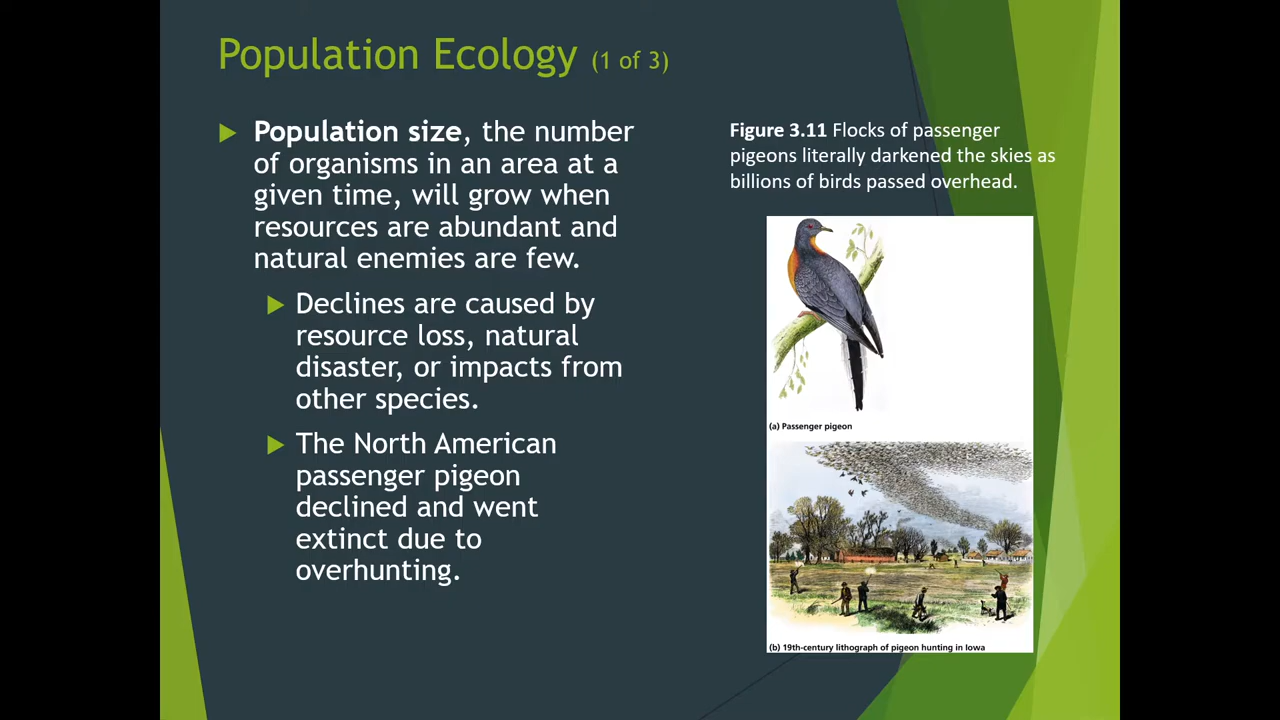 Population Ecology (1 of 3)
Population size, the number
of organisms in an area at a
given time, will grow when
resources are abundant and
natural enemies are few.
Declines are caused by
resource loss, natural
disaster, or impacts from
other species.
The North American
passenger pigeon
declined and went
extinct due to
overhunting.
Figure 3.11 Flocks of passenger
pigeons literally darkened the skies as
billions of birds passed overhead.
(a) Passenger pigeon
(b) 19th-century lithograph of pigeon hunting in Iowa